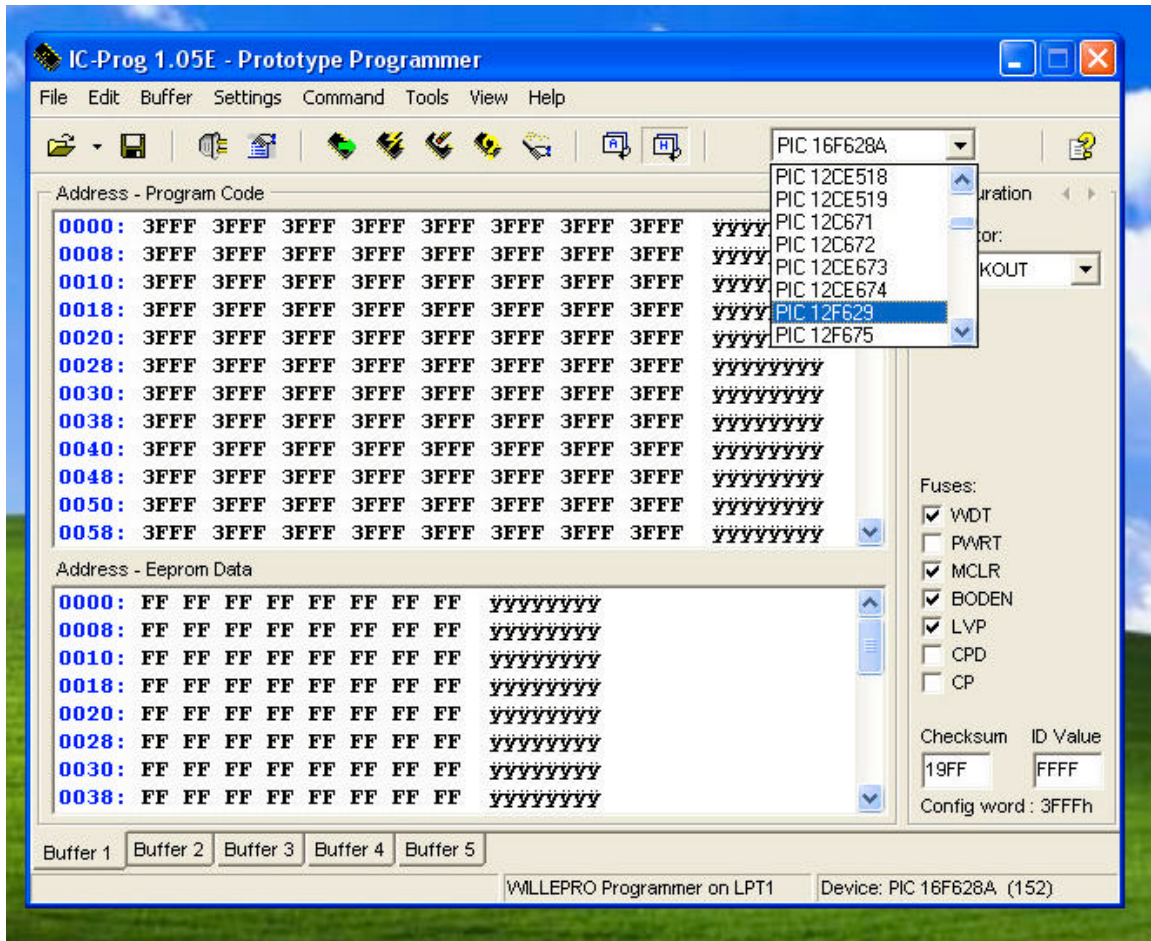 IC-Prog 1.05E - Prototype Programmer
File Edit Buffer Settings Command Tools View Help
PIC 16F628A
PIC 12CE518
PIC 12CE519
PIC 12C671
PIC 12C672
PIC 12CE673
PIC 12CE674
PIC 12F629
PIC 12F675
Address - Program Code
0000: 3FFF 3FFF 3FFF 3FFF 3FFF 3FFF 3FFF 3FFF ÿÿÿÿ
0008: 3FFF 3FFF 3FFF 3FFF 3FFF 3FFF 3FFF 3FFF ÿÿÿÿ
0010: 3FFF 3FFF 3FFF 3FFF 3FFF 3FFF 3FFF 3FFF ÿÿÿÿ
0018: 3FFF 3FFF 3FFF 3FFF 3FFF 3FFF 3FFF 3FFF ÿÿÿÿ
0020: 3FFF 3FFF 3FFF 3FFF 3FFF 3FFF 3FFF 3FFF ÿÿÿÿ
0028: 3FFF 3FFF 3FFF 3FFF 3FFF 3FFF 3FFF 3FFF ÿÿÿÿÿÿÿÿ
0030: 3FFF 3FFF 3FFF 3FFF 3FFF 3FFF 3FFF 3FFF ÿÿÿÿÿÿÿÿ
0038: 3FFF 3FFF 3FFF 3FFF 3FFF 3FFF 3FFF 3FFF ÿÿÿÿÿÿÿÿ
0040: 3FFF 3FFF 3FFF 3FFF 3FFF 3FFF 3FFF 3FFF ÿÿÿÿÿÿÿÿ
0048: 3FFF 3FFF 3FFF 3FFF 3FFF 3FFF 3FFF 3FFF ÿÿÿÿÿÿÿÿ
0050: 3FFF 3FFF 3FFF 3FFF 3FFF 3FFF 3FFF 3FFF ÿÿÿÿÿÿÿÿ
0058: 3FFF 3FFF 3FFF 3FFF 3FFF 3FFF 3FFF 3FFF ÿÿÿÿÿÿÿÿ
Address - Eeprom Data
0000: FF FF FF FF FF FF FF FF ÿÿÿÿÿÿÿÿ
0008: FF FF FF FF FF FF FF FF ÿÿÿÿÿÿÿÿ
0010: FF FF FF FF FF FF FF FF ÿÿÿÿÿÿÿÿ
0018: FF FF FF FF FF FF FF FF ÿÿÿÿÿÿÿÿ
0020: FF FF FF FF FF FF FF FF ÿÿÿÿÿÿÿÿ
0028: FF FF FF FF FF FF FF FF ÿÿÿÿÿÿÿÿ
0030: FF FF FF FF FF FF FF FF ÿÿÿÿÿÿÿÿ
0038: FF FF FF FF FF FF FF FF ÿÿÿÿÿÿÿÿ
uration
tor:
KOUT
Fuses:
WDT
PWRT
MCLR
BODEN
LVP
CPD
CP
Checksum ID Value
19FF FFFF
Config word : 3FFFh
Buffer 1 Buffer 2 Buffer 3 Buffer 4 Buffer 5
WILLEPRO Programmer on LPT1 Device: PIC 16F628A (152)